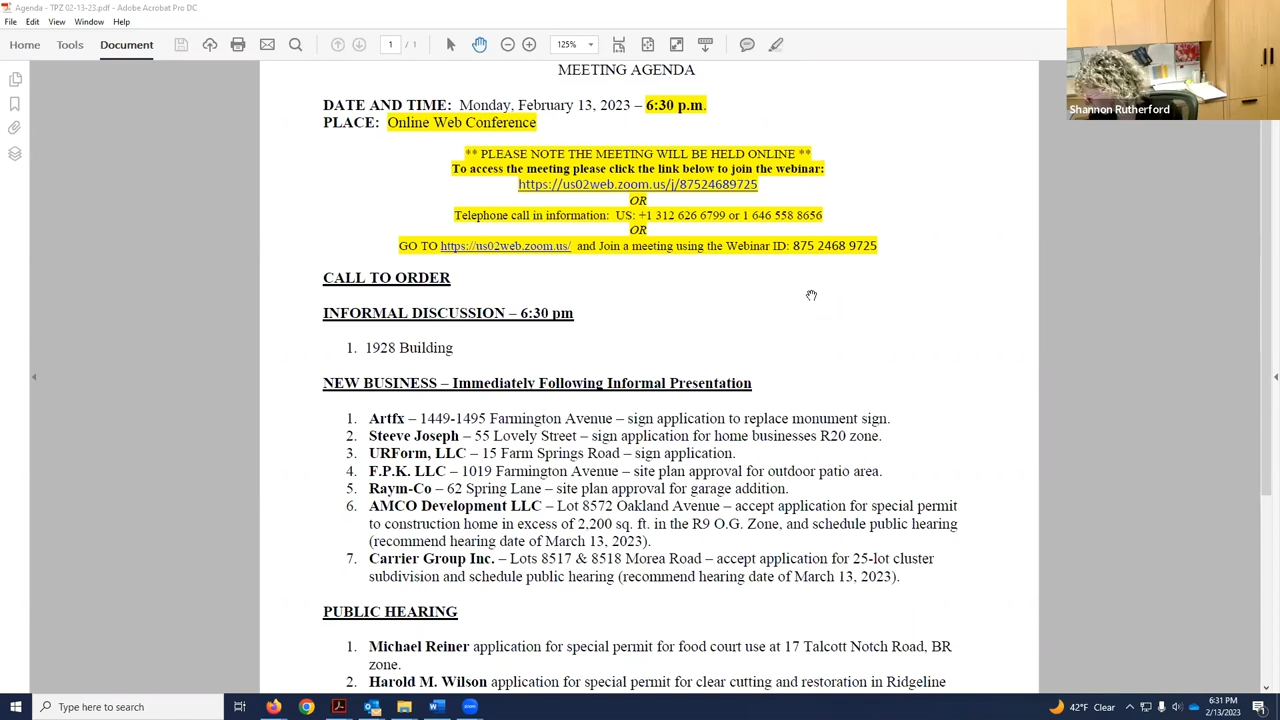 Agenda - TPZ 02-13-23.pdf - Adobe Acrobat Pro DC
File Edit View Window Help
Home Tools Document 1 / 1 125%
Shannon Rutherford
MEETING AGENDA
DATE AND TIME: Monday, February 13, 2023 – 6:30 p.m.
PLACE: Online Web Conference
** PLEASE NOTE THE MEETING WILL BE HELD ONLINE **
To access the meeting please click the link below to join the webinar:
https://us02web.zoom.us/j/87524689725
OR
Telephone call in information: US: +1 312 626 6799 or 1 646 558 8656
OR
GO TO https://us02web.zoom.us/ and Join a meeting using the Webinar ID: 875 2468 9725
CALL TO ORDER
INFORMAL DISCUSSION – 6:30 pm
1. 1928 Building
NEW BUSINESS – Immediately Following Informal Presentation
1. Artfx – 1449-1495 Farmington Avenue – sign application to replace monument sign.
2. Steeve Joseph – 55 Lovely Street – sign application for home businesses R20 zone.
3. URForm, LLC – 15 Farm Springs Road – sign application.
4. F.P.K. LLC – 1019 Farmington Avenue – site plan approval for outdoor patio area.
5. Raym-Co – 62 Spring Lane – site plan approval for garage addition.
6. AMCO Development LLC – Lot 8572 Oakland Avenue – accept application for special permit
to construction home in excess of 2,200 sq. ft. in the R9 O.G. Zone, and schedule public hearing
(recommend hearing date of March 13, 2023).
7. Carrier Group Inc. – Lots 8517 & 8518 Morea Road – accept application for 25-lot cluster
subdivision and schedule public hearing (recommend hearing date of March 13, 2023).
PUBLIC HEARING
1. Michael Reiner application for special permit for food court use at 17 Talcott Notch Road, BR
zone.
2. Harold M. Wilson application for special permit for clear cutting and restoration in Ridgeline
Type here to search
42°F Clear
6:31 PM
2/13/2023